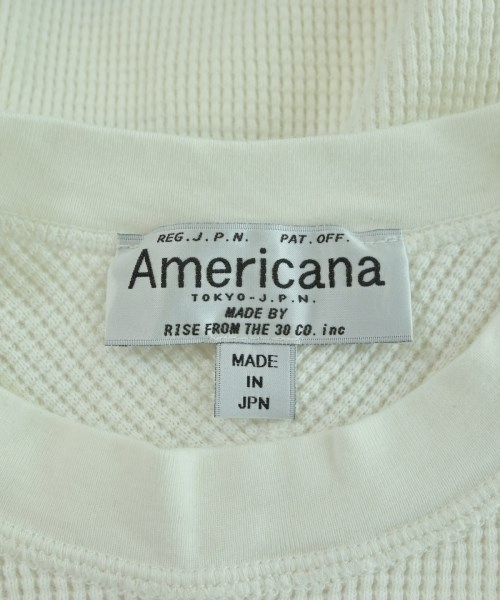 REG. J. P. N. PAT. OFF.
Americana
TOKYO-J.P.N.
MADE BY
RISE FROM THE 30 CO. inc
MADE
IN
JPN